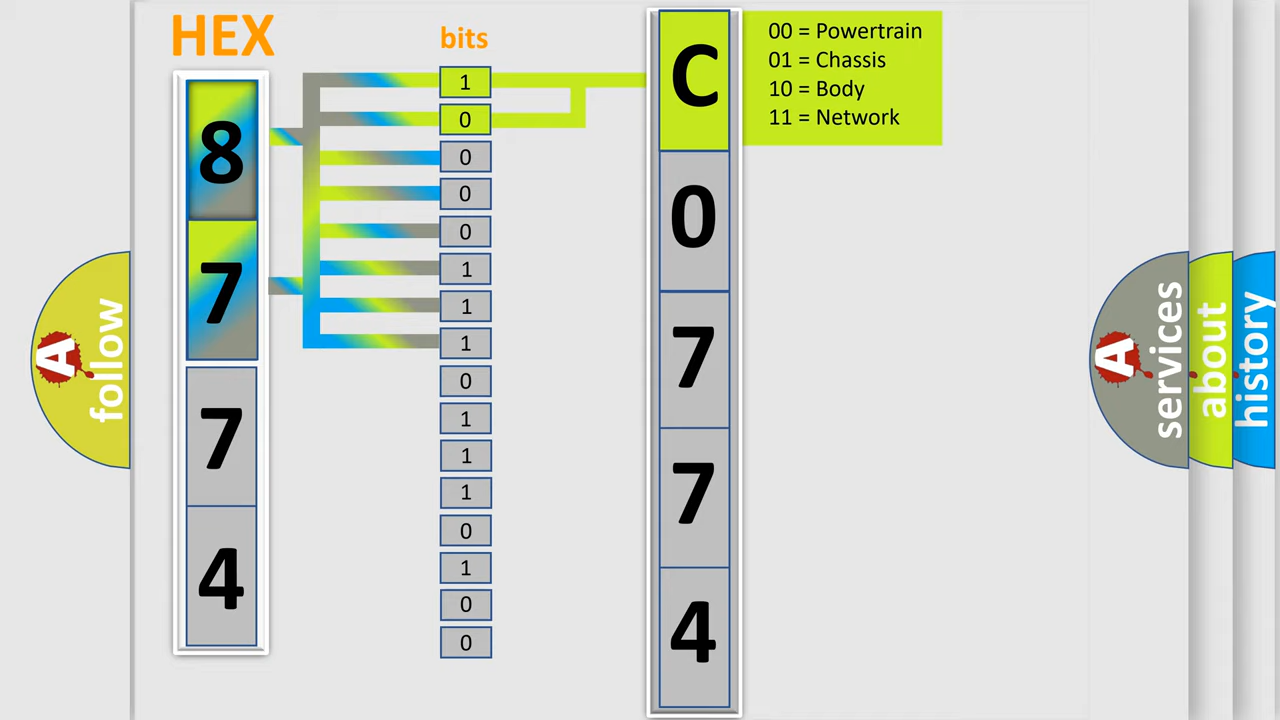 HEX
bits
8
7
7
4
1
0
0
0
0
1
1
1
0
1
1
1
0
1
0
0
C
0
7
7
4
00 = Powertrain
01 = Chassis
10 = Body
11 = Network
A
follow
A
services
about
history